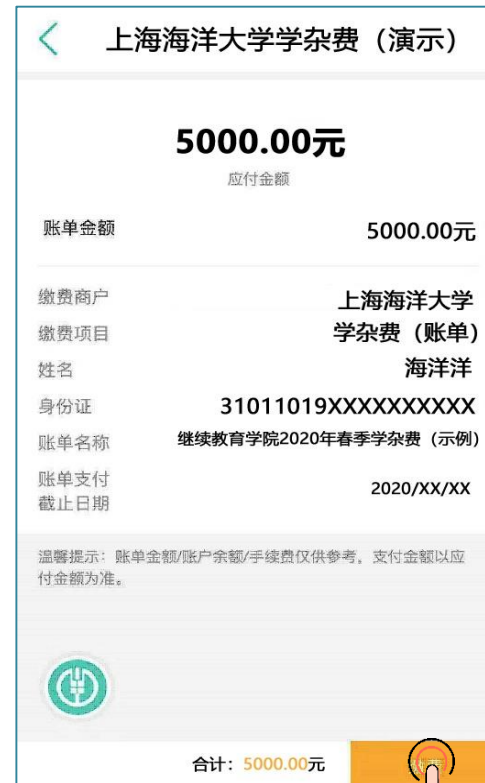 上海海洋大学学杂费（演示）
5000.00元
应付金额
账单金额 5000.00元
缴费商户 上海海洋大学
缴费项目 学杂费（账单）
姓名 海洋洋
身份证 31011019XXXXXXXXXX
账单名称 继续教育学院2020年春季学杂费（示例）
账单支付
截止日期 2020/XX/XX
温馨提示：账单金额/账户余额/手续费仅供参考，支付金额以应
付金额为准。
合计：5000.00元